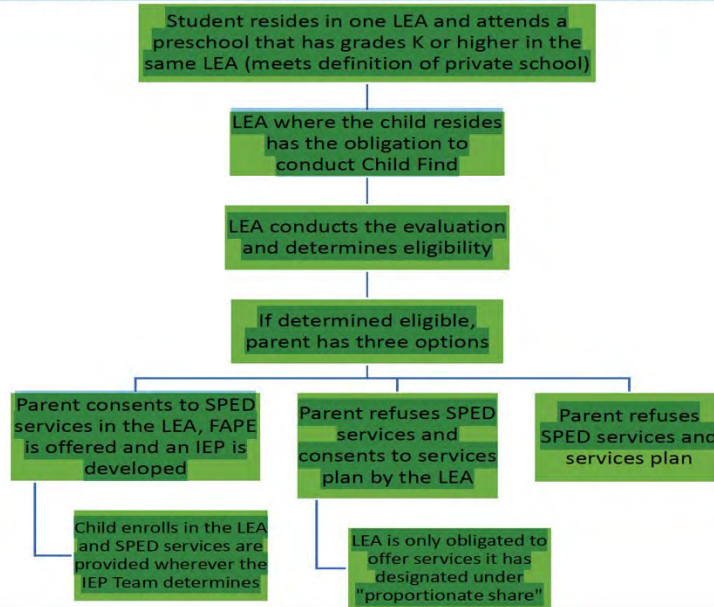 Student resides in one LEA and attends a
preschool that has grades K or higher in the
same LEA (meets definition of private school)
LEA where the child resides
has the obligation to
conduct Child Find
LEA conducts the evaluation
and determines eligibility
If determined eligible,
parent has three options
Parent consents to SPED
services in the LEA, FAPE
is offered and an IEP is
developed
Parent refuses SPED
services and
consents to services
plan by the LEA
Parent refuses
SPED services and
services plan
Child enrolls in the LEA
and SPED services are
provided wherever the
IEP Team determines
LEA is only obligated to
offer services it has
designated under
"proportionate share"